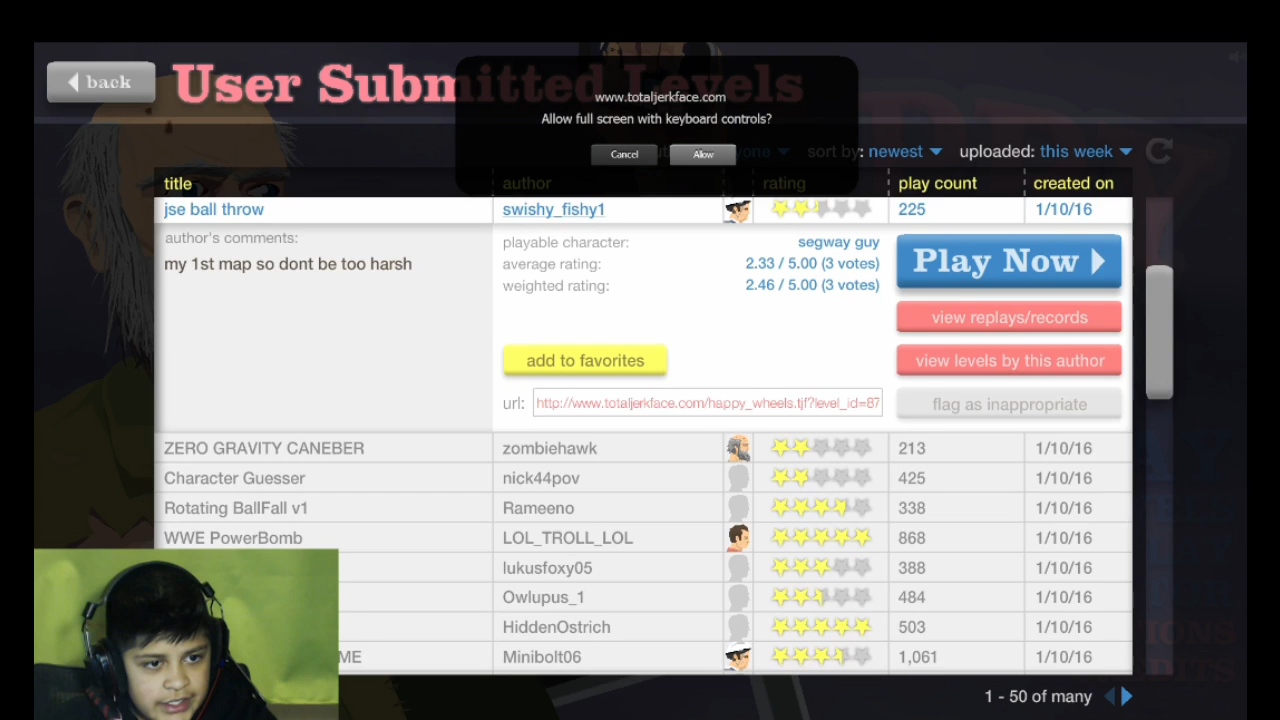 back
User Submitted Levels
www.totaljerkface.com
Allow full screen with keyboard controls?
Cancel
Allow
sort by: newest
uploaded: this week
title
author
rating
play count
created on
jse ball throw
swishy_fishy1
225
1/10/16
author's comments:
my 1st map so dont be too harsh
playable character:
segway guy
average rating:
2.33 / 5.00 (3 votes)
weighted rating:
2.46 / 5.00 (3 votes)
Play Now
view replays/records
add to favorites
view levels by this author
url:
http://www.totaljerkface.com/happy_wheels.tjf?level_id=87
flag as inappropriate
ZERO GRAVITY CANEBER
zombiehawk
213
1/10/16
Character Guesser
nick44pov
425
1/10/16
Rotating BallFall v1
Rameeno
338
1/10/16
WWE PowerBomb
LOL_TROLL_LOL
868
1/10/16
lukusfoxy05
388
1/10/16
Owlupus_1
484
1/10/16
HiddenOstrich
503
1/10/16
ME
Minibolt06
1,061
1/10/16
1 - 50 of many